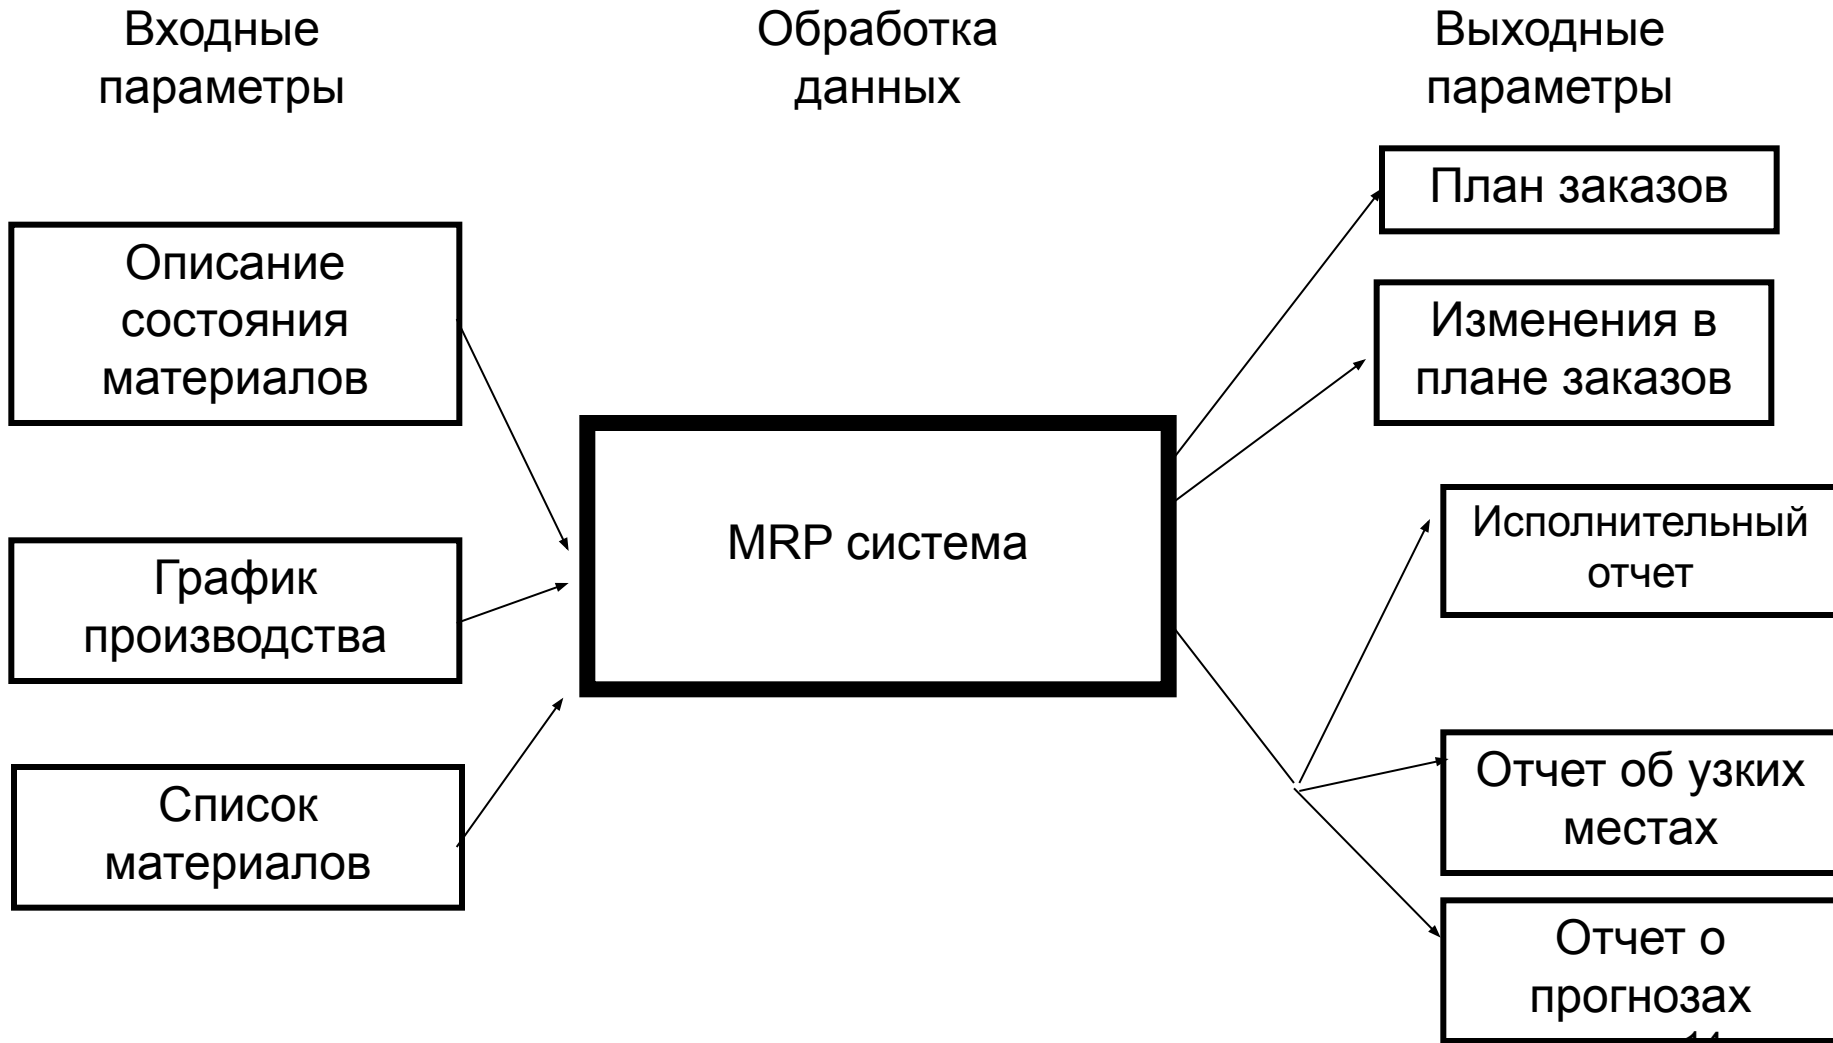 Входные
параметры
Обработка
данных
Выходные
параметры
Описание
состояния
материалов
График
производства
Список
материалов
MRP система
План заказов
Изменения в
плане заказов
Исполнительный
отчет
Отчет об узких
местах
Отчет о
прогнозах